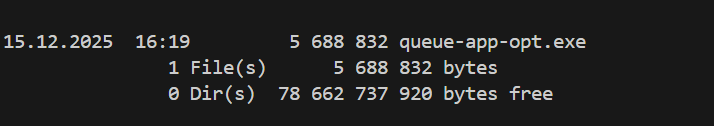 15.12.2025  16:19         5 688 832 queue-app-opt.exe
               1 File(s)      5 688 832 bytes
               0 Dir(s)  78 662 737 920 bytes free